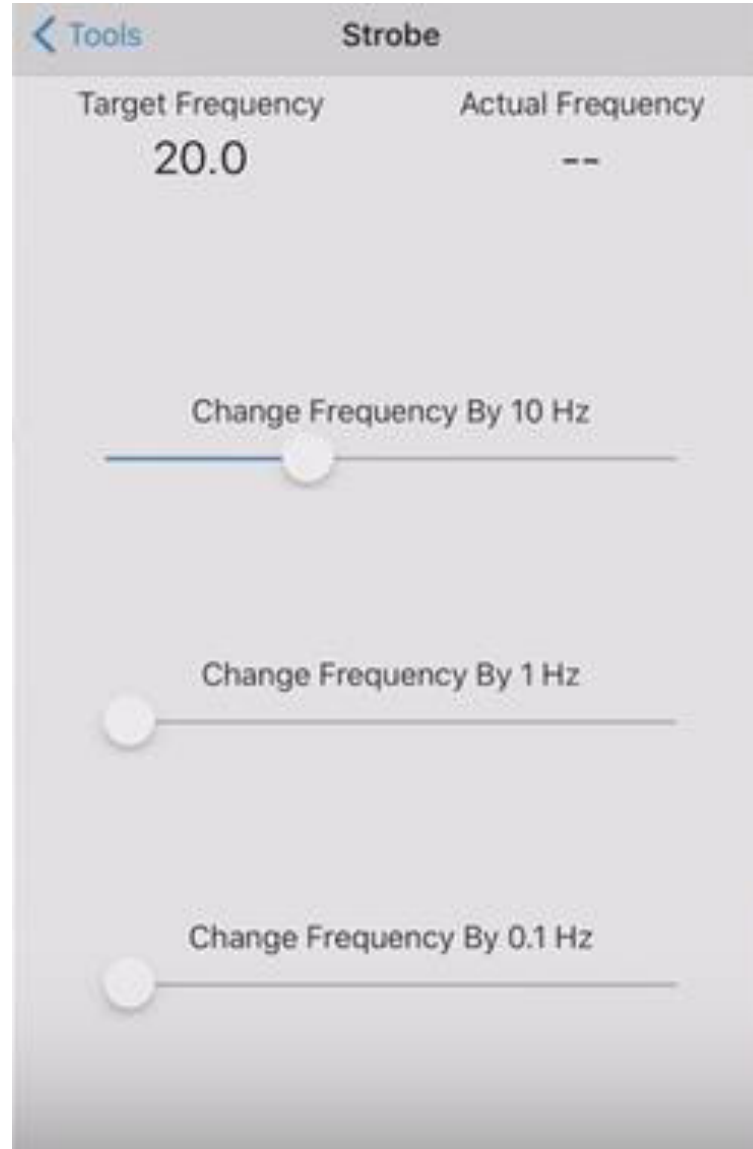 Tools
Strobe
Target Frequency
Actual Frequency
20.0
--
Change Frequency By 10 Hz
Change Frequency By 1 Hz
Change Frequency By 0.1 Hz